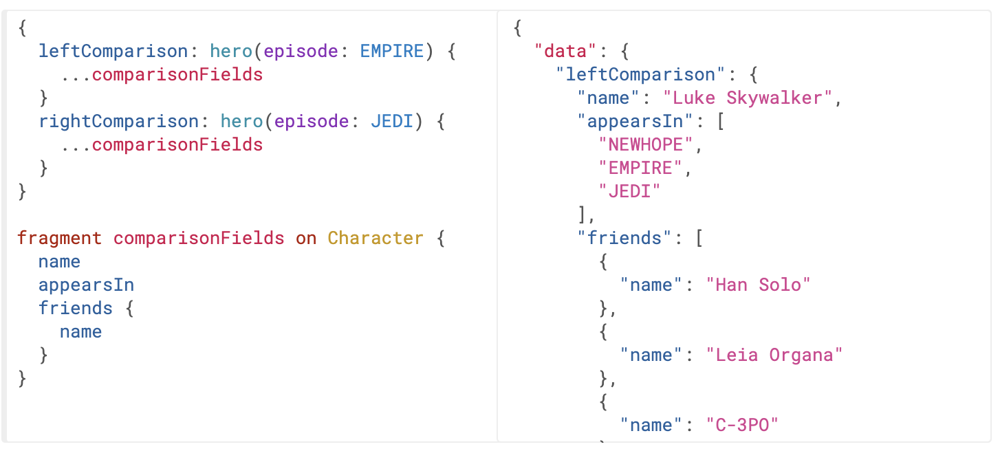 {
  leftComparison: hero(episode: EMPIRE) {
    ...comparisonFields
  }
  rightComparison: hero(episode: JEDI) {
    ...comparisonFields
  }
}

fragment comparisonFields on Character {
  name
  appearsIn
  friends {
    name
  }
}
{
  "data": {
    "leftComparison": {
      "name": "Luke Skywalker",
      "appearsIn": [
        "NEWHOPE",
        "EMPIRE",
        "JEDI"
      ],
      "friends": [
        {
          "name": "Han Solo"
        },
        {
          "name": "Leia Organa"
        },
        {
          "name": "C-3PO"